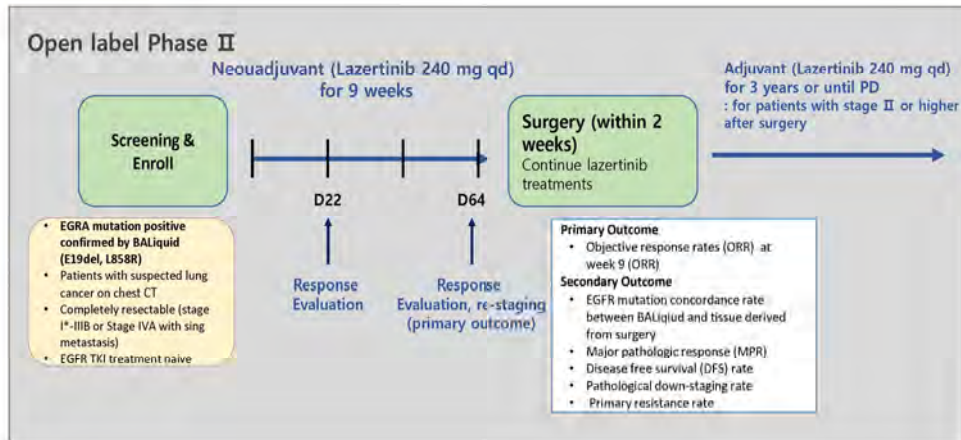 Open label Phase Ⅱ
Neouadjuvant (Lazertinib 240 mg qd)
for 9 weeks
Adjuvant (Lazertinib 240 mg qd)
for 3 years or until PD
: for patients with stage Ⅱ or higher
after surgery
Screening &
Enroll
Surgery (within 2
weeks)
Continue lazertinib
treatments
D22
D64
Response
Evaluation
Response
Evaluation, re-staging
(primary outcome)
• EGRA mutation positive
confirmed by BALiquid
(E19del, L858R)
• Patients with suspected lung
cancer on chest CT
• Completely resectable (stage
I*-IIIB or Stage IVA with sing
metastasis)
• EGFR TKI treatment naive
Primary Outcome
• Objective response rates (ORR) at
week 9 (ORR)
Secondary Outcome
• EGFR mutation concordance rate
between BALiqiud and tissue derived
from surgery
• Major pathologic response (MPR)
• Disease free survival (DFS) rate
• Pathological down-staging rate
• Primary resistance rate